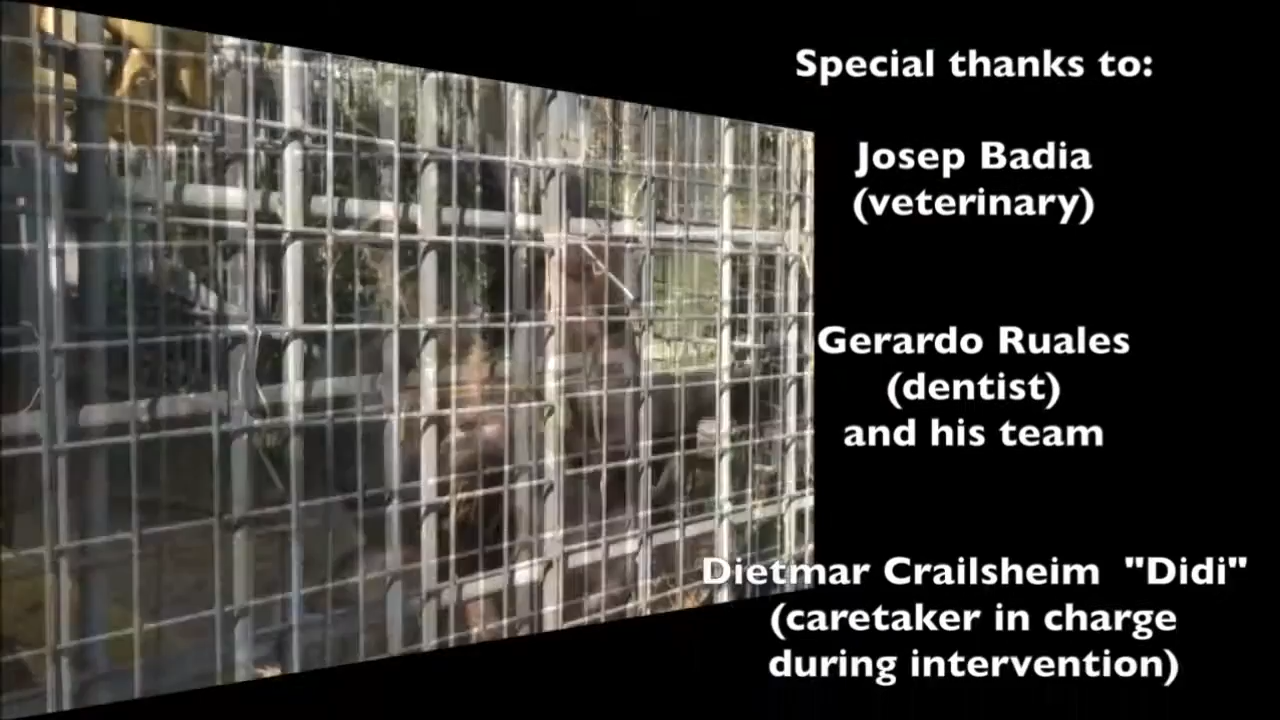 Special thanks to:
Josep Badia
(veterinary)
Gerardo Ruales
(dentist)
and his team
Dietmar Crailsheim "Didi"
(caretaker in charge
during intervention)